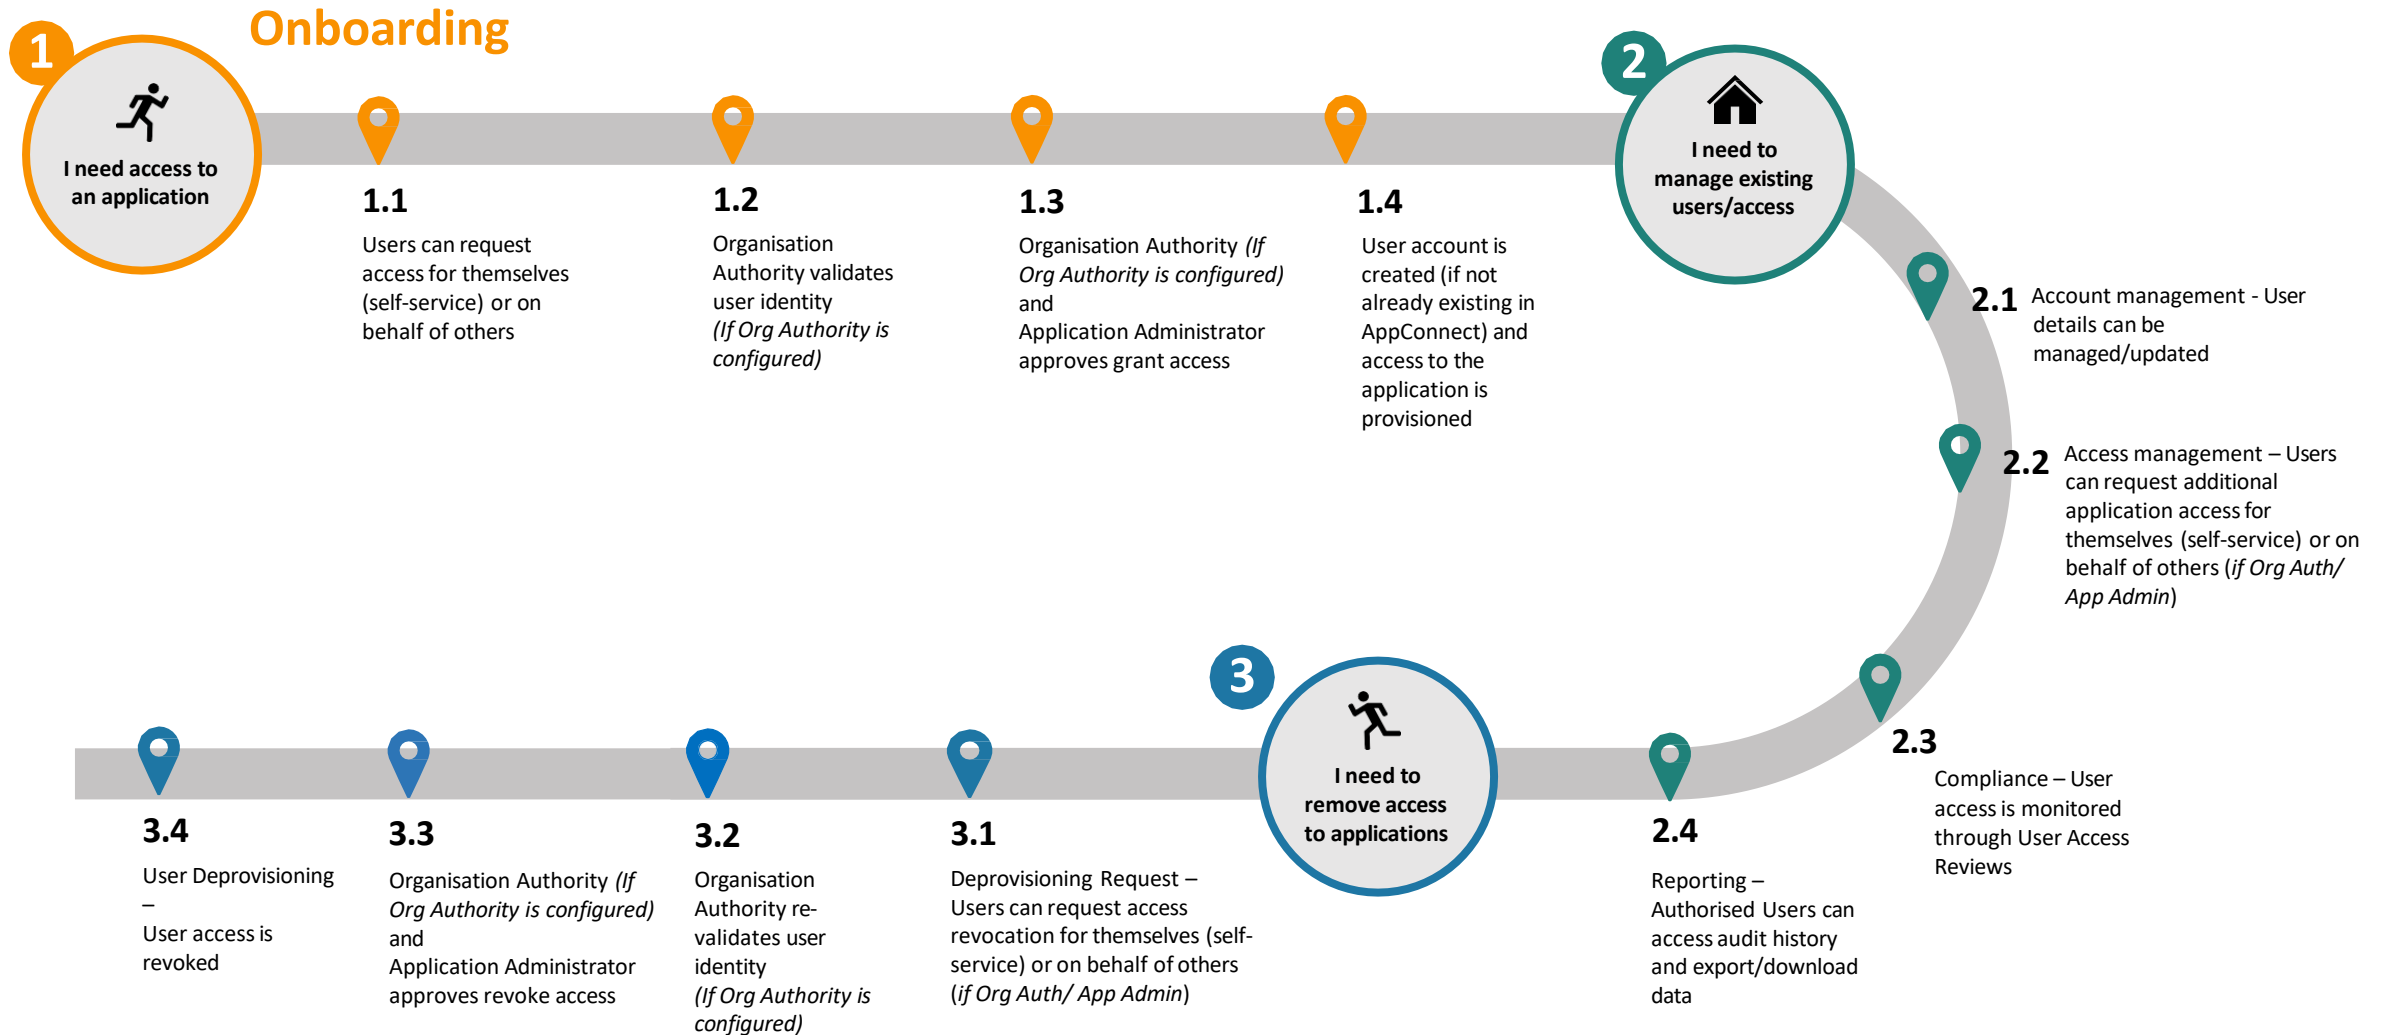 Onboarding
1
I need access to
an application
1.1
Users can request
access for themselves
(self-service) or on
behalf of others
1.2
Organisation
Authority validates
user identity
(If Org Authority is
configured)
1.3
Organisation Authority (If
Org Authority is configured)
and
Application Administrator
approves grant access
1.4
User account is
created (if not
already existing in
AppConnect) and
access to the
application is
provisioned
2
I need to
manage existing
users/access
2.1
Account management - User
details can be
managed/updated
2.2
Access management – Users
can request additional
application access for
themselves (self-service) or on
behalf of others (if Org Auth/
App Admin)
2.3
Compliance – User
access is monitored
through User Access
Reviews
2.4
Reporting –
Authorised Users can
access audit history
and export/download
data
3
I need to
remove access
to applications
3.1
Deprovisioning Request –
Users can request access
revocation for themselves (self-
service) or on behalf of others
(if Org Auth/ App Admin)
3.2
Organisation
Authority re-
validates user
identity
(If Org Authority is
configured)
3.3
Organisation Authority (If
Org Authority is configured)
and
Application Administrator
approves revoke access
3.4
User Deprovisioning
–
User access is
revoked